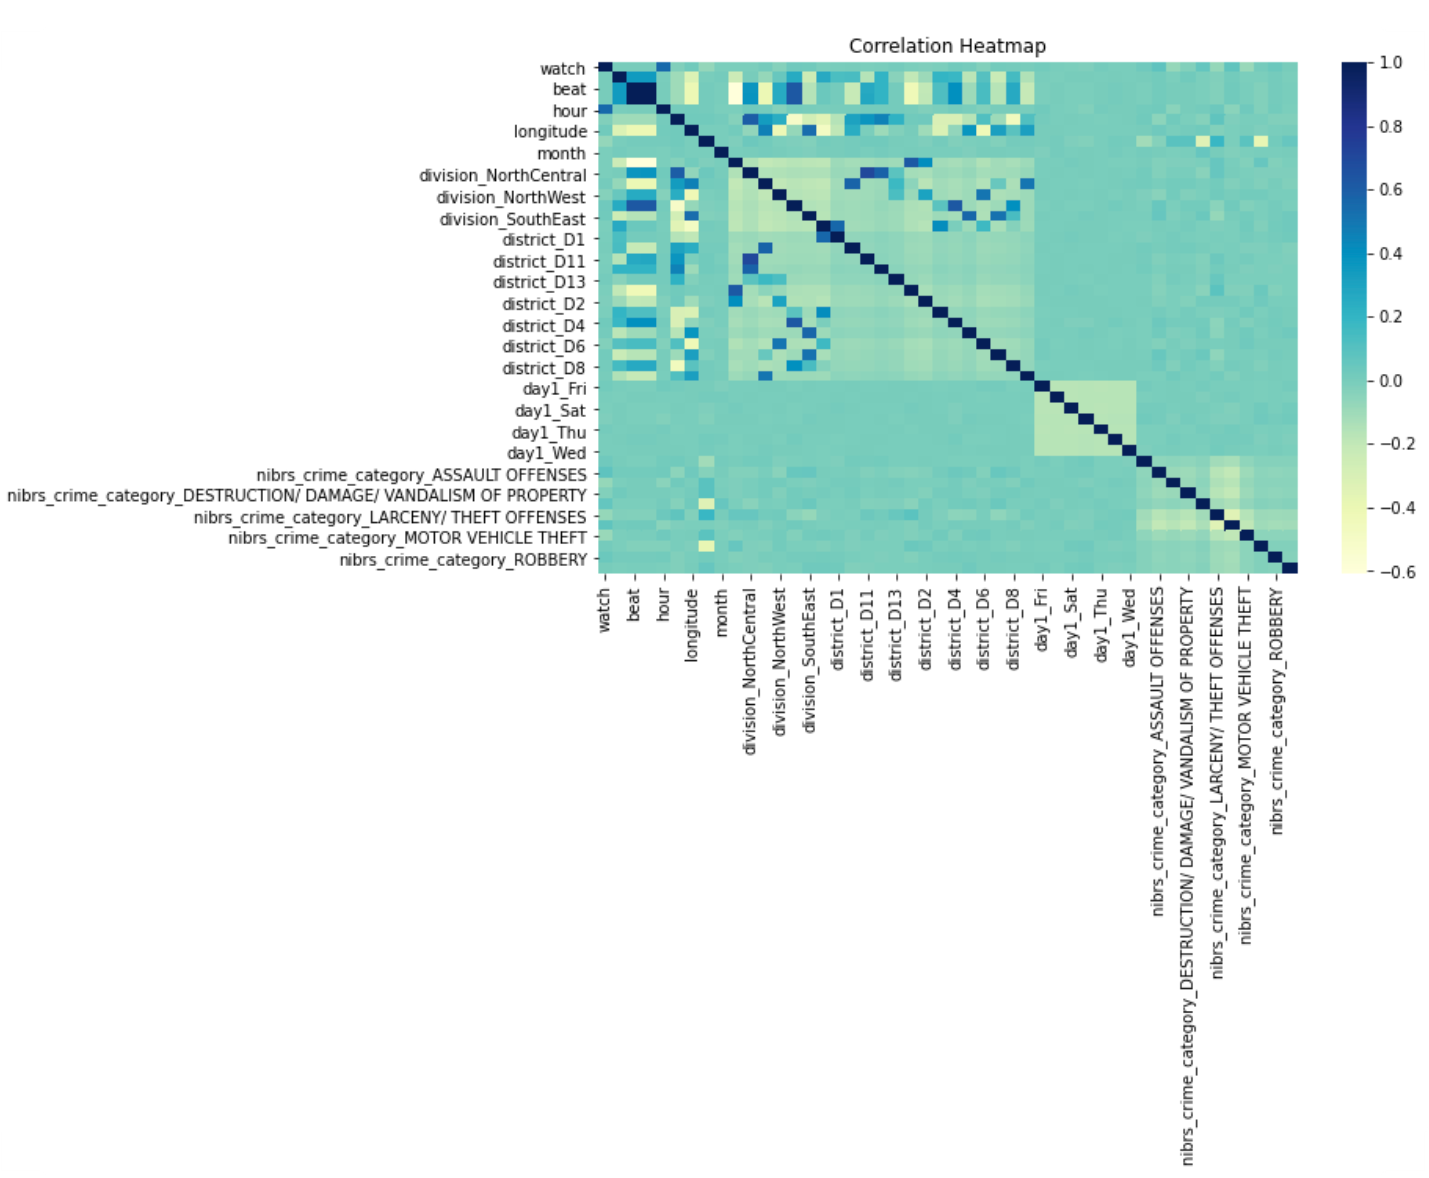 Correlation Heatmap
watch
beat
hour
longitude
month
division_NorthCentral
division_NorthWest
division_SouthEast
district_D1
district_D11
district_D13
district_D2
district_D4
district_D6
district_D8
day1_Fri
day1_Sat
day1_Thu
day1_Wed
nibrs_crime_category_ASSAULT OFFENSES
nibrs_crime_category_DESTRUCTION/ DAMAGE/ VANDALISM OF PROPERTY
nibrs_crime_category_LARCENY/ THEFT OFFENSES
nibrs_crime_category_MOTOR VEHICLE THEFT
nibrs_crime_category_ROBBERY
watch
beat
hour
longitude
month
division_NorthCentral
division_NorthWest
division_SouthEast
district_D1
district_D11
district_D13
district_D2
district_D4
district_D6
district_D8
day1_Fri
day1_Sat
day1_Thu
day1_Wed
nibrs_crime_category_ASSAULT OFFENSES
nibrs_crime_category_DESTRUCTION/ DAMAGE/ VANDALISM OF PROPERTY
nibrs_crime_category_LARCENY/ THEFT OFFENSES
nibrs_crime_category_MOTOR VEHICLE THEFT
nibrs_crime_category_ROBBERY
1.0
0.8
0.6
0.4
0.2
0.0
−0.2
−0.4
−0.6